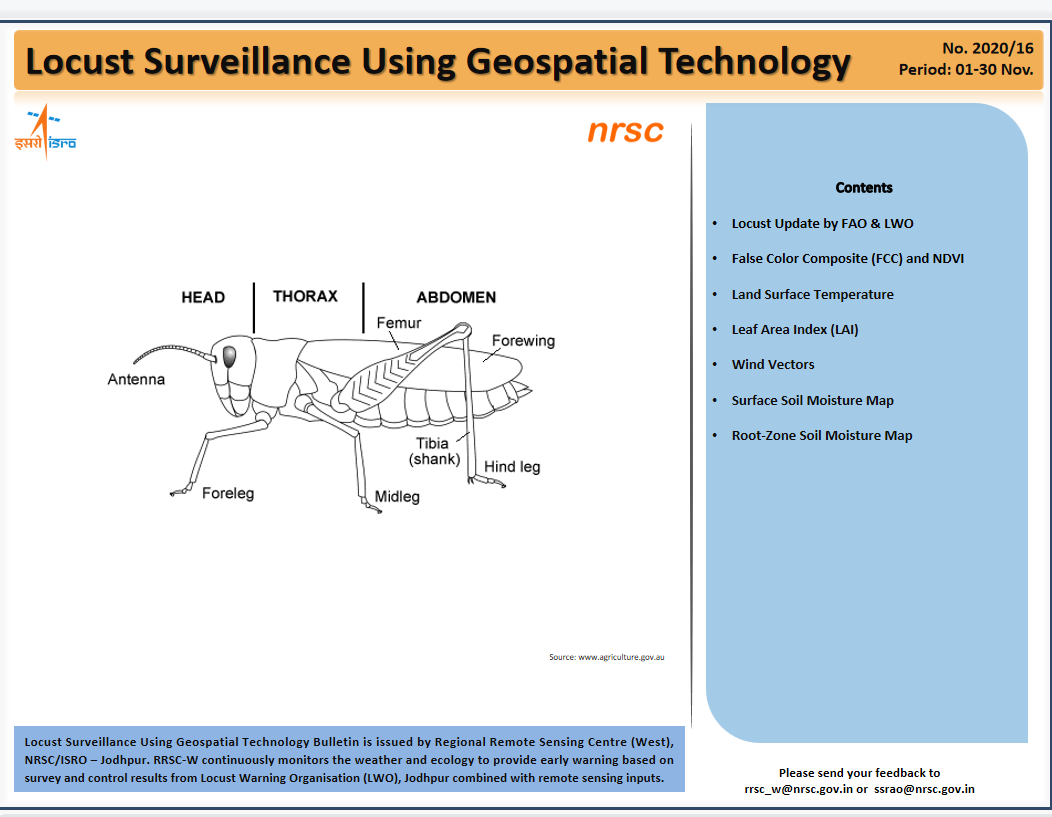 Locust Surveillance Using Geospatial Technology
No. 2020/16
Period: 01-30 Nov.
इसरो isro
nrsc
HEAD
THORAX
ABDOMEN
Femur
Forewing
Antenna
Tibia
(shank)
Hind leg
Foreleg
Midleg
Source: www.agriculture.gov.au
Locust Surveillance Using Geospatial Technology Bulletin is issued by Regional Remote Sensing Centre (West),
NRSC/ISRO – Jodhpur. RRSC-W continuously monitors the weather and ecology to provide early warning based on
survey and control results from Locust Warning Organisation (LWO), Jodhpur combined with remote sensing inputs.
Contents
• Locust Update by FAO & LWO
• False Color Composite (FCC) and NDVI
• Land Surface Temperature
• Leaf Area Index (LAI)
• Wind Vectors
• Surface Soil Moisture Map
• Root-Zone Soil Moisture Map
Please send your feedback to
rrsc_w@nrsc.gov.in or ssrao@nrsc.gov.in